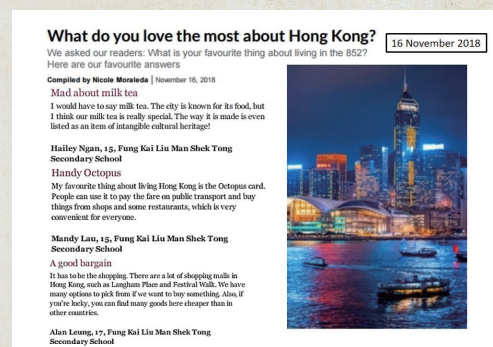 What do you love the most about Hong Kong?
16 November 2018
We asked our readers: What is your favourite thing about living in the 852?
Here are our favourite answers
Compiled by Nicole Moraleda | November 16, 2018
Mad about milk tea
I would have to say milk tea. The city is known for its food, but
I think our milk tea is really special. The way it is made is even
listed as an item of intangible cultural heritage!
Hailey Ngan, 15, Fung Kai Liu Man Shek Tong
Secondary School
Handy Octopus
My favourite thing about living Hong Kong is the Octopus card.
People can use it to pay the fare on public transport and buy
things from shops and some restaurants, which is very
convenient for everyone.
Mandy Lau, 15, Fung Kai Liu Man Shek Tong
Secondary School
A good bargain
It has to be the shopping. There are a lot of shopping malls in
Hong Kong, such as Langham Place and Festival Walk. We have
many options to pick from if we want to buy something. Also, if
you're lucky, you can find many goods here cheaper than in
other countries.
Alan Leung, 17, Fung Kai Liu Man Shek Tong
Secondary School